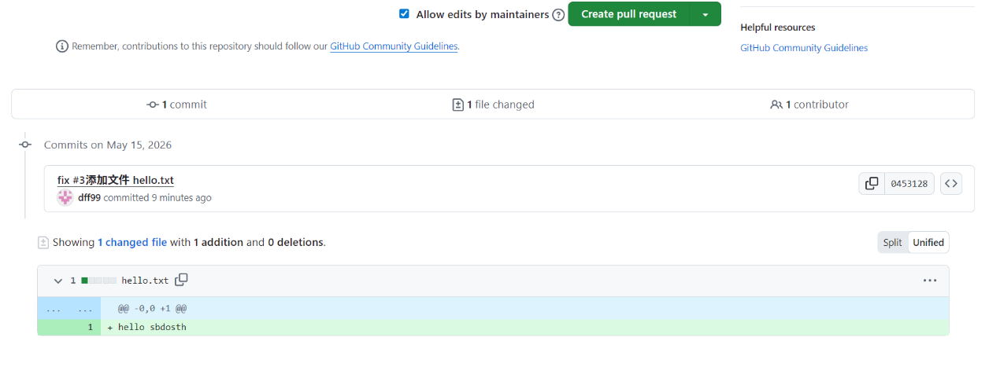 Allow edits by maintainers Create pull request
Helpful resources
Remember, contributions to this repository should follow our GitHub Community Guidelines.
GitHub Community Guidelines
1 commit 1 file changed 1 contributor
Commits on May 15, 2026
fix #3添加文件 hello.txt
0453128
dff99 committed 9 minutes ago
Showing 1 changed file with 1 addition and 0 deletions.
Split Unified
1 hello.txt
... ... @@ -0,0 +1 @@
1 + hello sbdosth